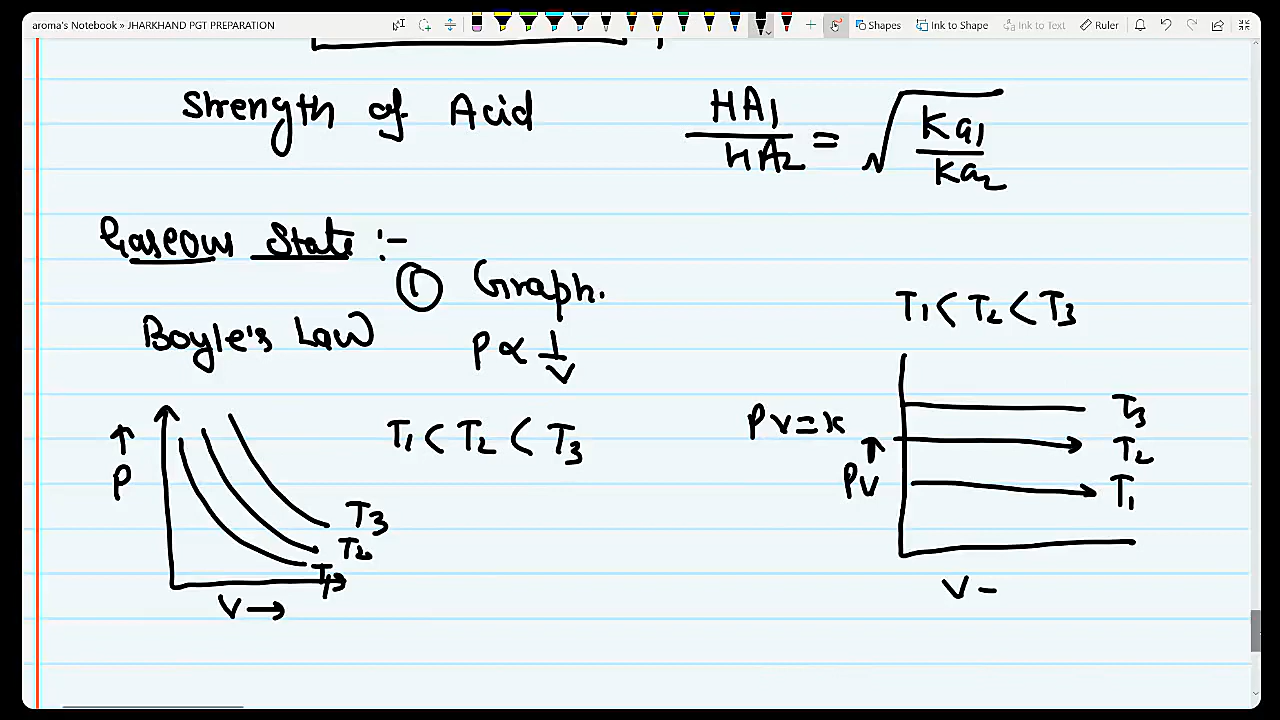 aroma's Notebook » JHARKHAND PGT PREPARATION
Shapes Ink to Shape Ink to Text Ruler
Strength of Acid HA1/HA2 = √Ka1/Ka2
Gaseous State :-
① Graph.
T1 < T2 < T3
Boyle's Law P ∝ 1/V
T1 < T2 < T3
↑
P
T3
T2
T1
V →
PV = K
↑
PV
T3
T2
T1
V -